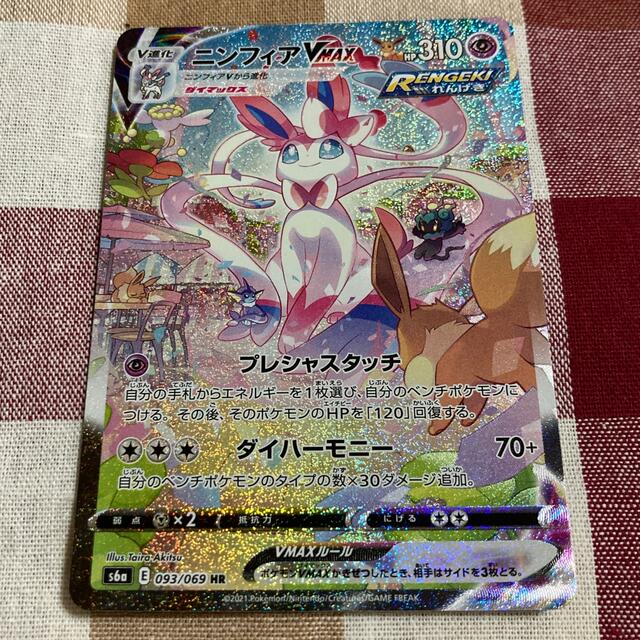 V進化
ニンフィアVMAX
HP310
ニンフィアVから進化
ダイマックス
RENGEKI
れんげき
プレシャスタッチ
自分の手札からエネルギーを1枚選び、自分のベンチポケモンに
つける。その後、そのポケモンのHPを「120」回復する。
ダイハーモニー 70+
自分のベンチポケモンのタイプの数×30ダメージ追加。
弱点 ×2 抵抗力 にげる
Illus. Taira Akitsu
VMAXルール
s6a E 093/069 HR
ポケモンVMAXがきぜつしたとき、相手はサイドを3枚とる。
©2021 Pokémon/Nintendo/Creatures/GAME FREAK.